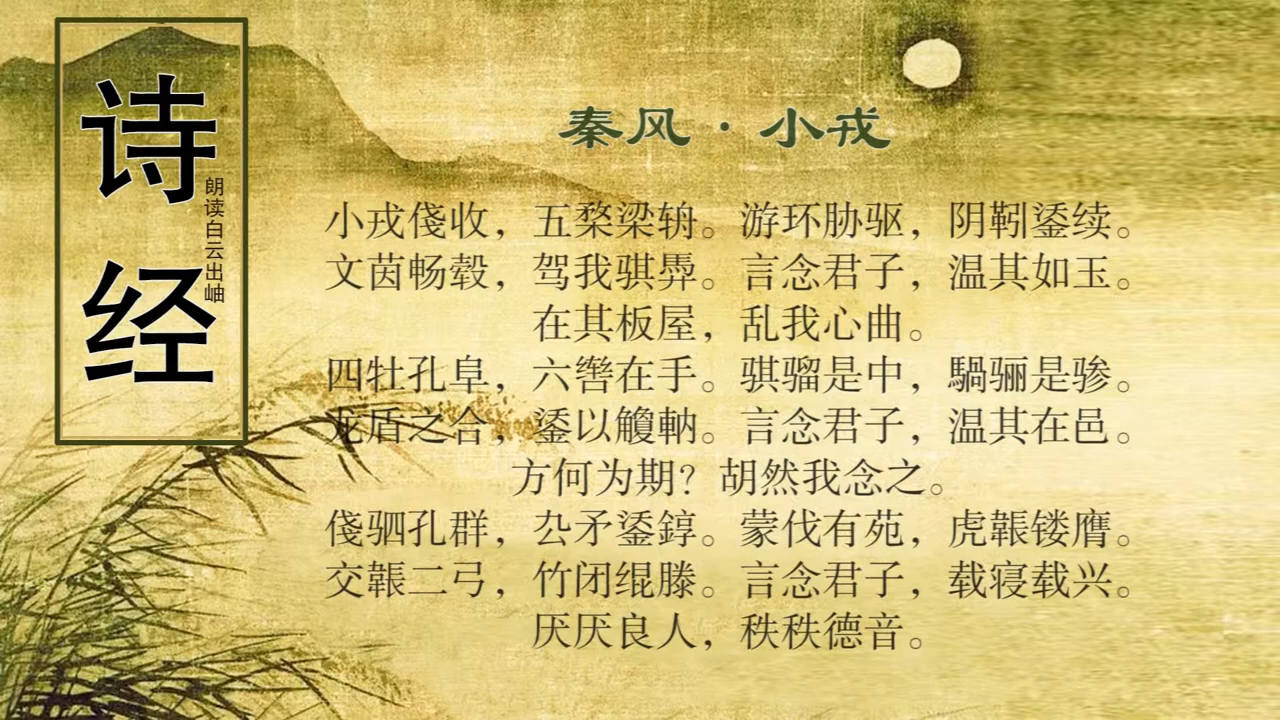 诗经
朗读白云出岫
秦风·小戎
小戎俴收，五楘梁辀。游环胁驱，阴靷鋈续。
文茵畅毂，驾我骐馵。言念君子，温其如玉。
在其板屋，乱我心曲。
四牡孔阜，六辔在手。骐骝是中，騧骊是骖。
龙盾之合，鋈以觼軜。言念君子，温其在邑。
方何为期？胡然我念之。
俴驷孔群，厹矛鋈錞。蒙伐有苑，虎韔镂膺。
交韔二弓，竹闭绲滕。言念君子，载寝载兴。
厌厌良人，秩秩德音。